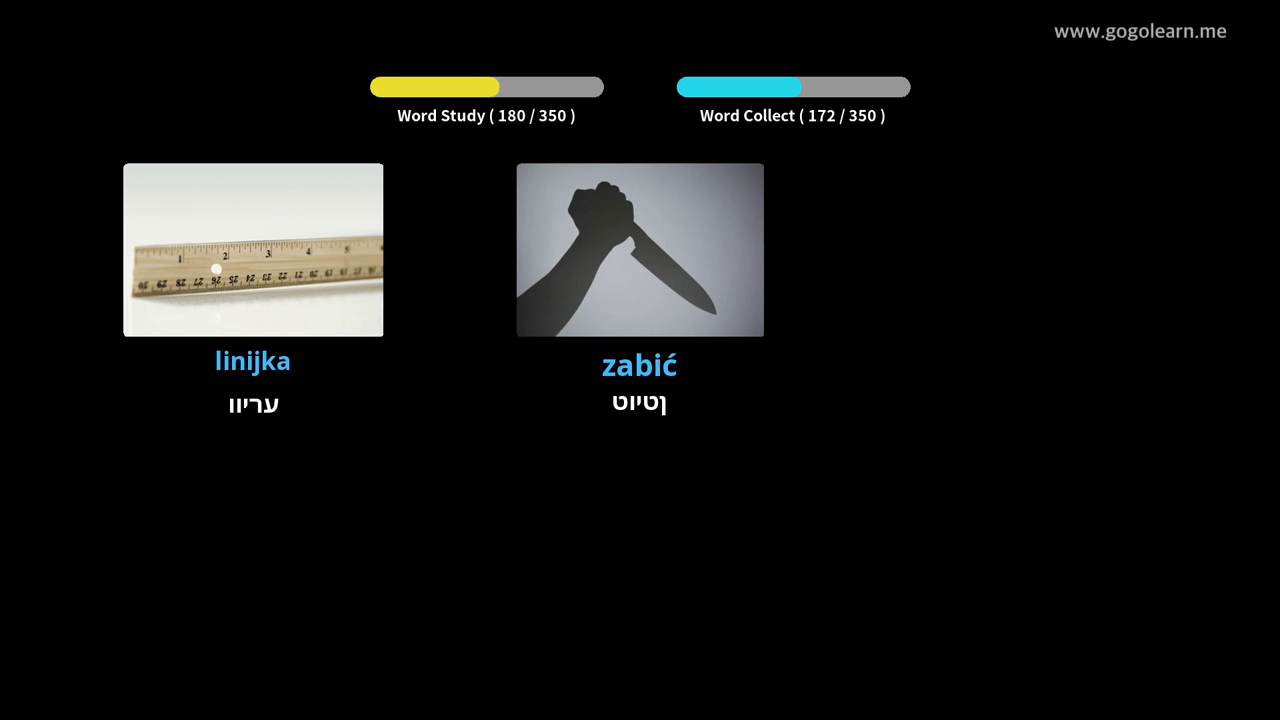 www.gogolearn.me
Word Study ( 180 / 350 )
Word Collect ( 172 / 350 )
linijka
עריוו
zabić
ןטיוט